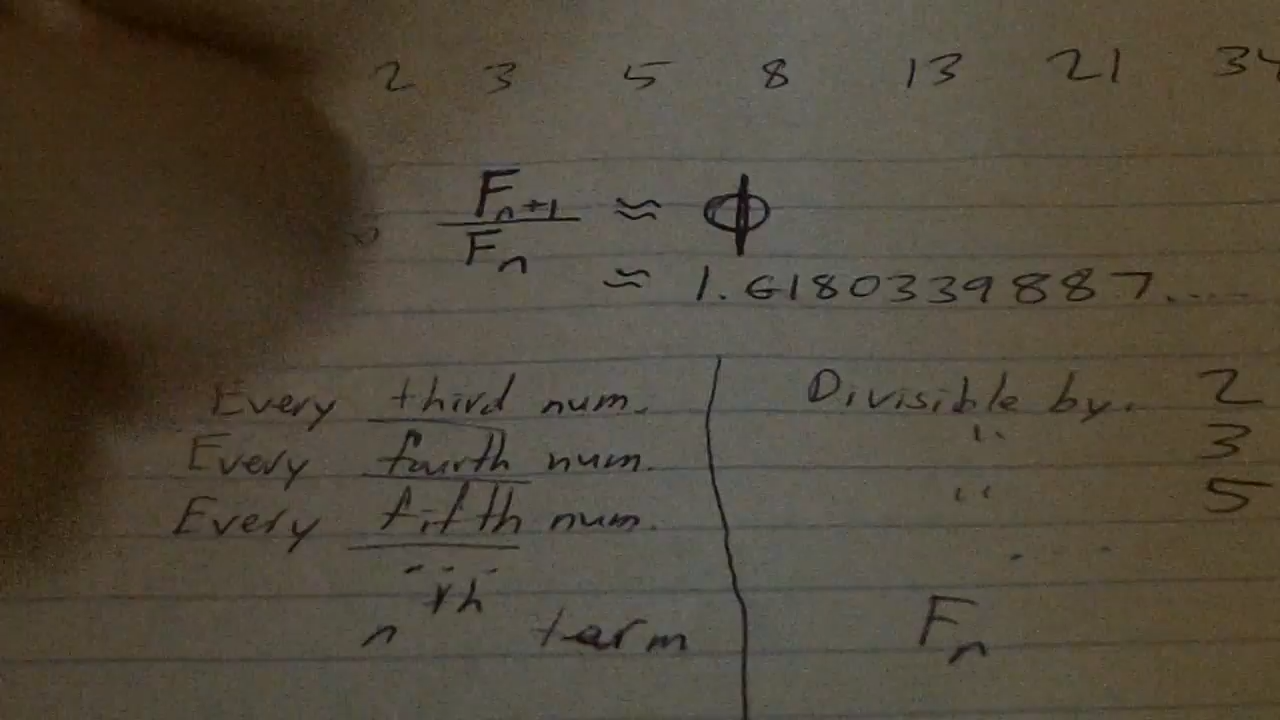 2 3 5 8 13 21 34
Fn+1
Fn
≈ Φ
≈ 1.6180339887....
Every third num. Divisible by. 2
Every fourth num. " 3
Every fifth num. " 5
... ...
nth term Fn